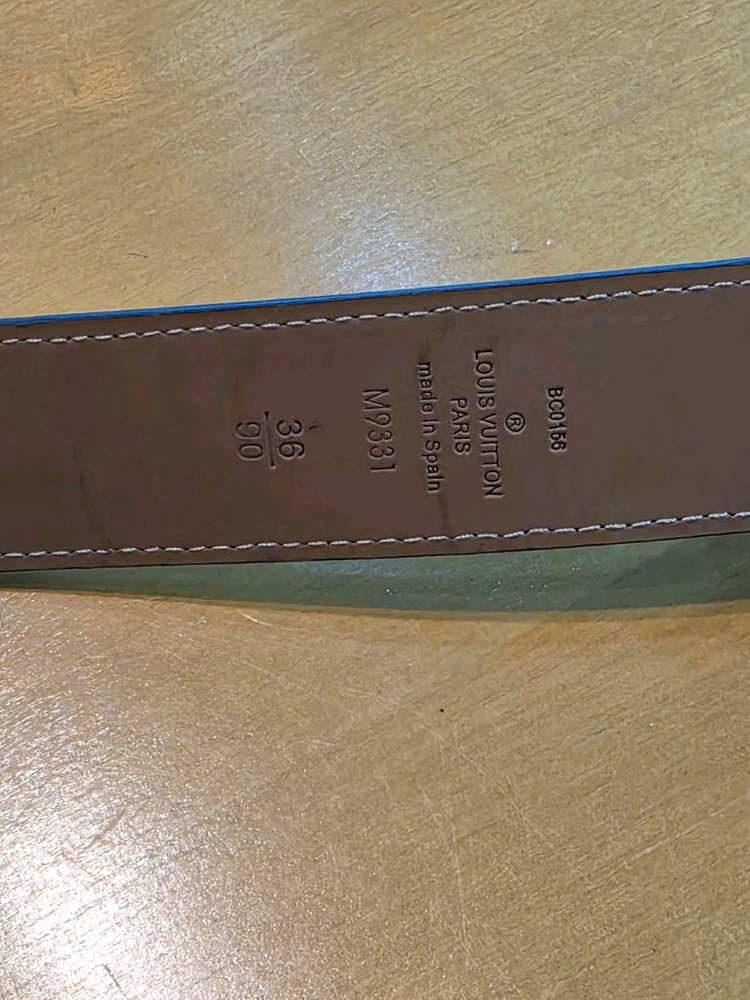 BC0166
®
LOUIS VUITTON
PARIS
made in Spain
M9331
36
90